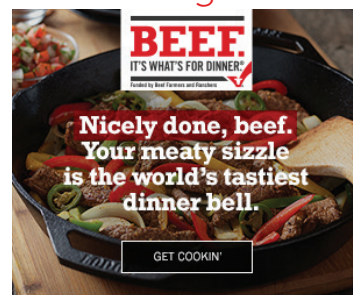 BEEF.
IT'S WHAT'S FOR DINNER.®
Funded by Beef Farmers and Ranchers
Nicely done, beef.
Your meaty sizzle
is the world's tastiest
dinner bell.
GET COOKIN'